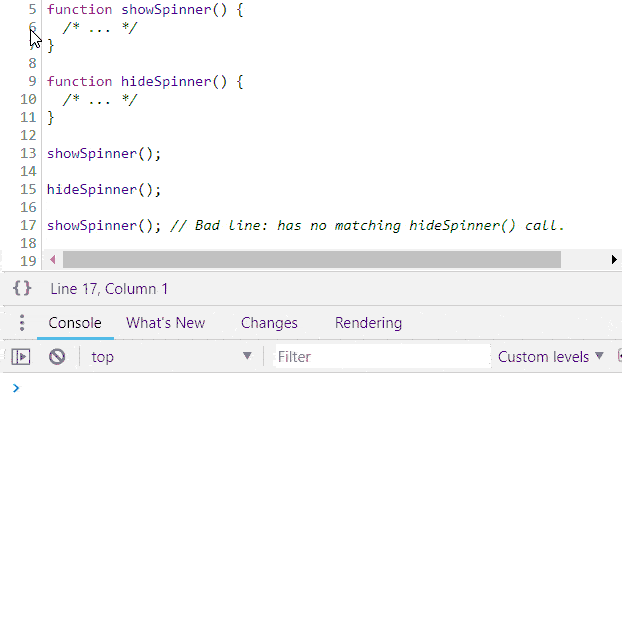 5 function showSpinner() {
6 /* ... */
7 }
8
9 function hideSpinner() {
10 /* ... */
11 }
12
13 showSpinner();
14
15 hideSpinner();
16
17 showSpinner(); // Bad line: has no matching hideSpinner() call.
18
19
{} Line 17, Column 1
Console What's New Changes Rendering
top Filter Custom levels